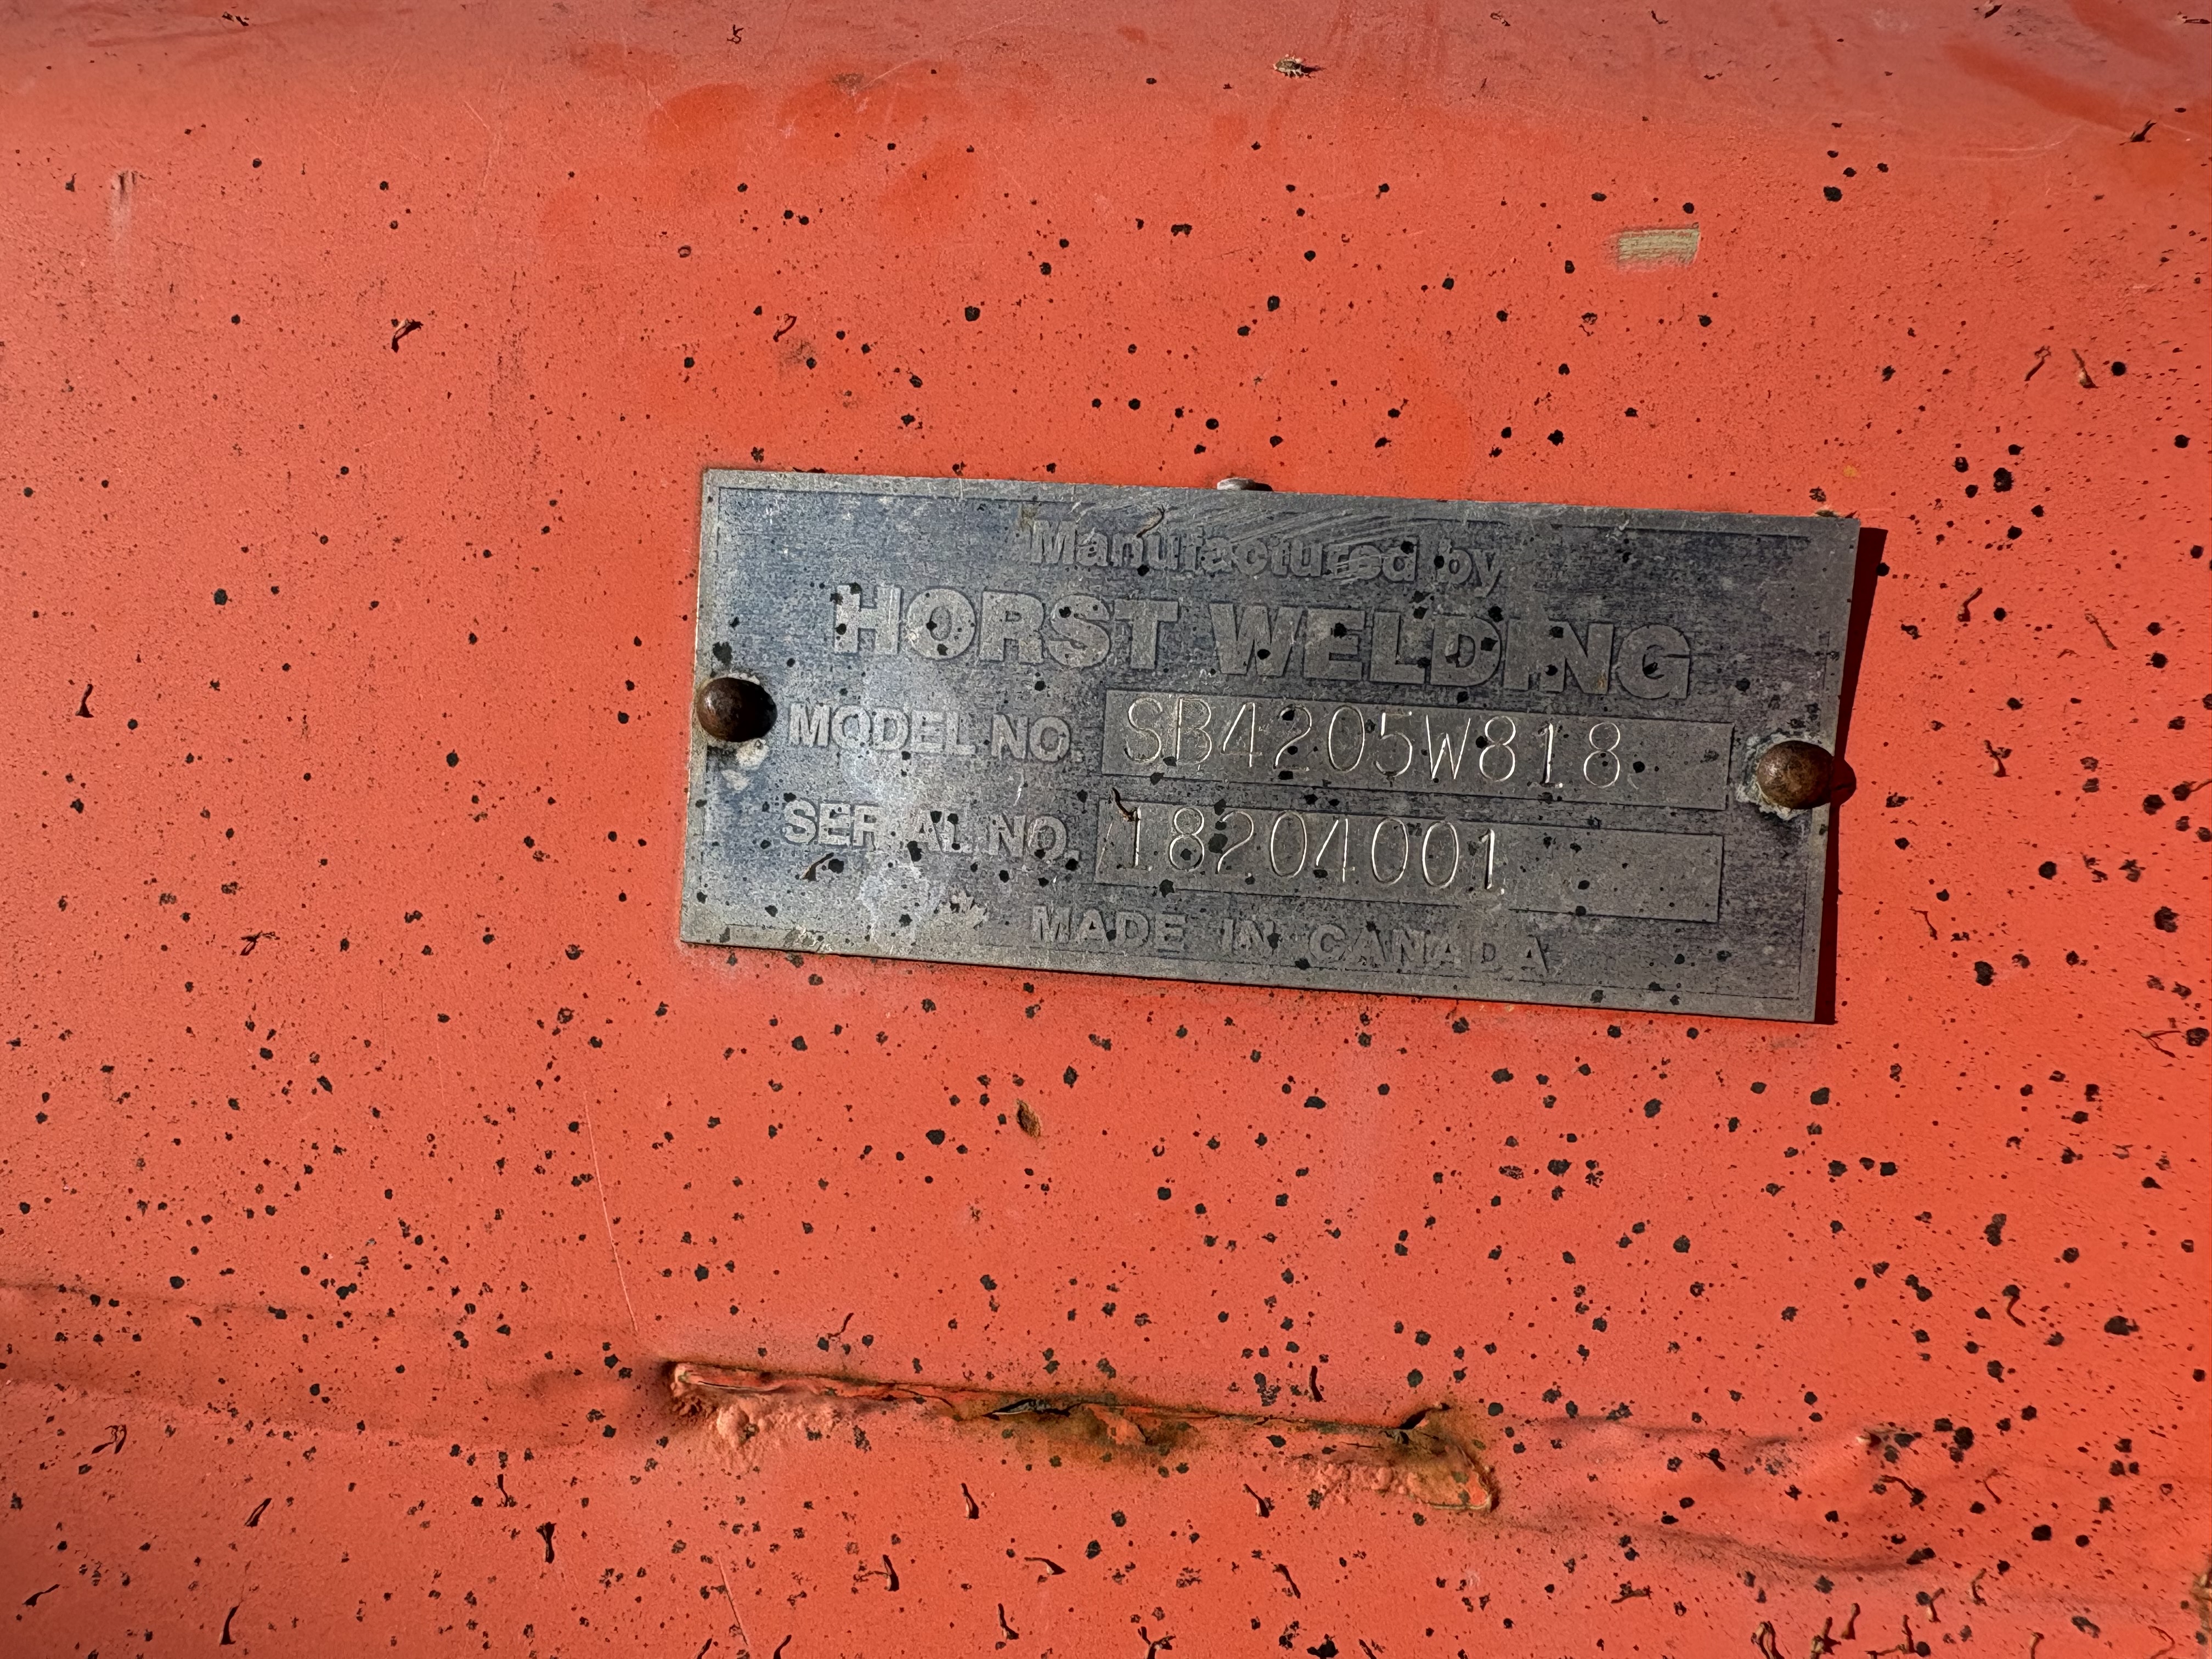 Manufactured by
HORST WELDING
MODEL NO. SB4205W818
SERIAL NO. 18204001
MADE IN CANADA